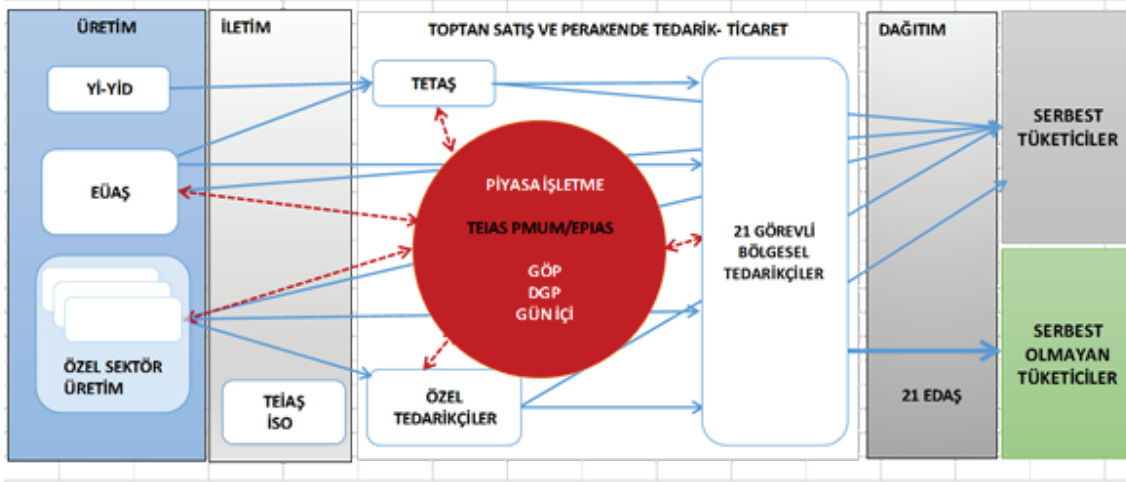 ÜRETİM
İLETİM
TOPTAN SATIŞ VE PERAKENDE TEDARİK- TİCARET
DAĞITIM
Yİ-YİD
EÜAŞ
ÖZEL SEKTÖR
ÜRETİM
TEİAŞ
İSO
TETAŞ
PİYASA İŞLETME
TEIAS PMUM/EPIAS
GÖP
DGP
GÜN İÇİ
ÖZEL
TEDARİKÇİLER
21 GÖREVLİ
BÖLGESEL
TEDARİKÇİLER
21 EDAŞ
SERBEST
TÜKETİCİLER
SERBEST
OLMAYAN
TÜKETİCİLER